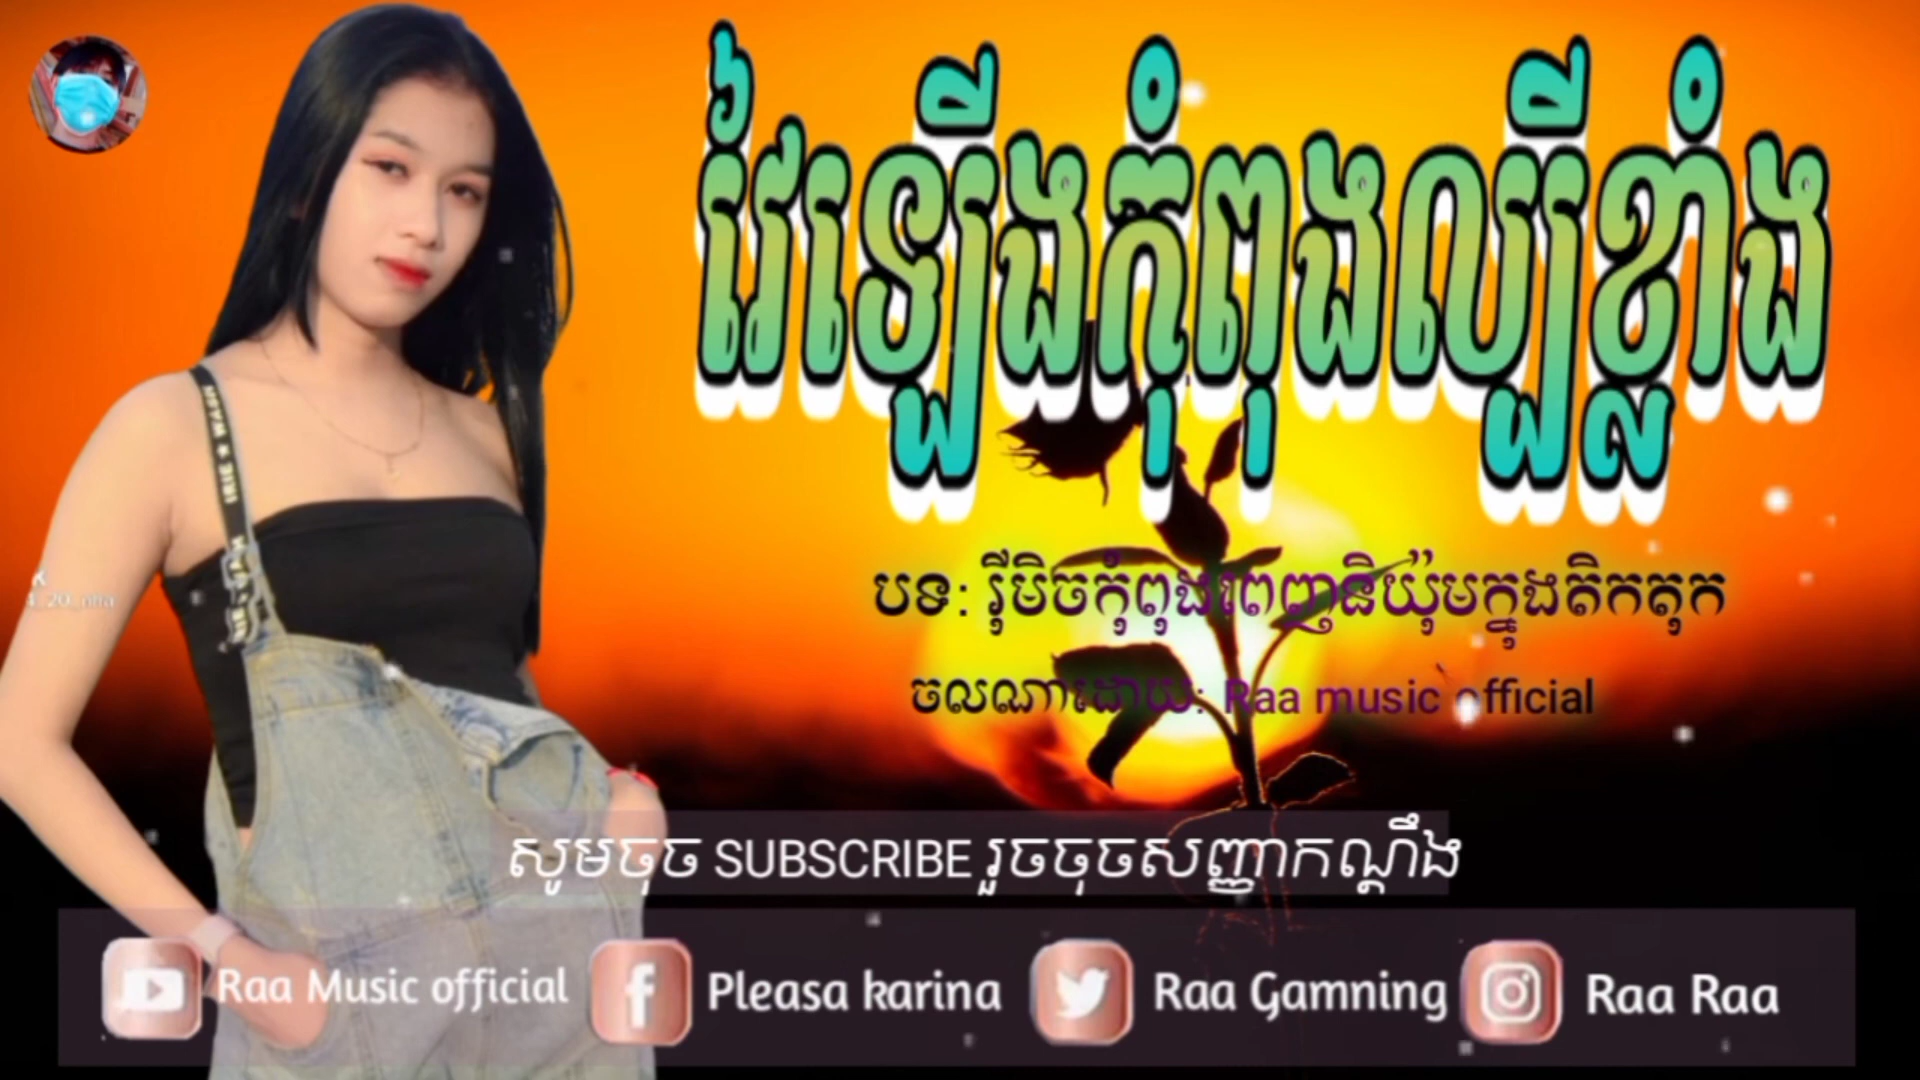 វៃឡើងកុំពុងល្បីខ្លាំង
បទ: រ៉ីមិចកុំពុងពេញនិយ៉ុមក្នុងតិកតុក
ចលណាដោយ: Raa music official
IRIE ★ WASH
សូមចុច SUBSCRIBE រួចចុចសញ្ញាកណ្ដឹង
Raa Music official
Pleasa karina
Raa Gamning
Raa Raa